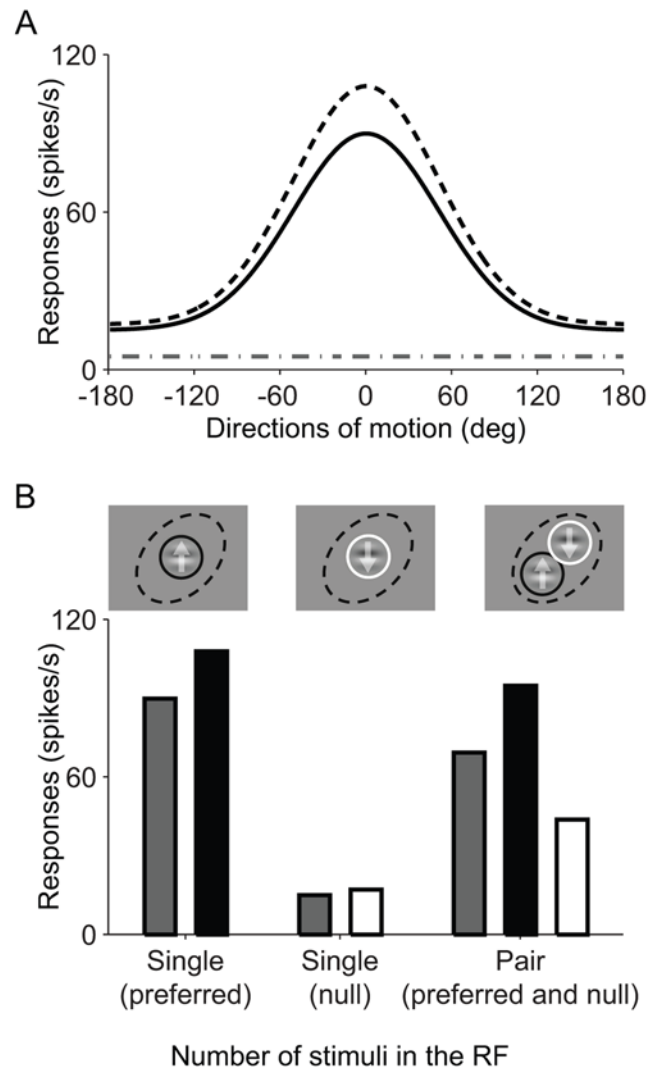 A
120
60
0
Responses (spikes/s)
-180 -120 -60 0 60 120 180
Directions of motion (deg)
B
120
60
0
Responses (spikes/s)
Single Single Pair
(preferred) (null) (preferred and null)
Number of stimuli in the RF